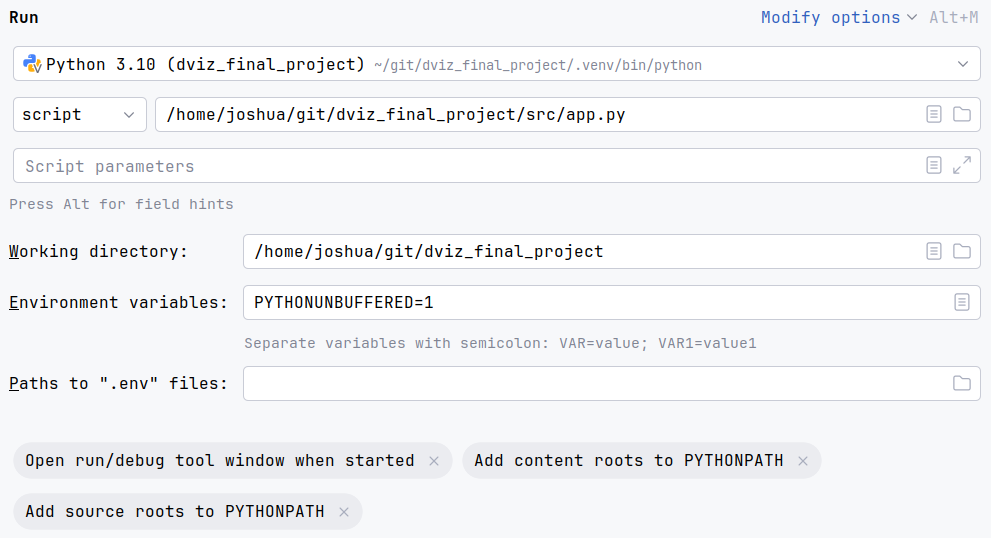 Run Modify options Alt+M
Python 3.10 (dviz_final_project) ~/git/dviz_final_project/.venv/bin/python
script /home/joshua/git/dviz_final_project/src/app.py
Script parameters
Press Alt for field hints
Working directory: /home/joshua/git/dviz_final_project
Environment variables: PYTHONUNBUFFERED=1
Separate variables with semicolon: VAR=value; VAR1=value1
Paths to ".env" files:
Open run/debug tool window when started × Add content roots to PYTHONPATH ×
Add source roots to PYTHONPATH ×